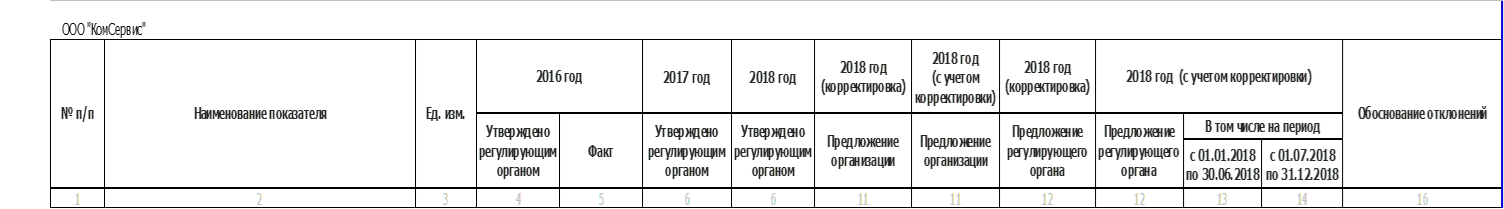 ООО "КомСервис"
№ п/п
Наименование показателя
Ед. изм.
2016 год
2017 год
2018 год
2018 год
(корректировка)
2018 год
(с учетом
корректировки)
2018 год
(корректировка)
2018 год (с учетом корректировки)
Обоснование отклонений
Утверждено
регулирующим
органом
Факт
Утверждено
регулирующим
органом
Утверждено
регулирующим
органом
Предложение
организации
Предложение
организации
Предложение
регулирующего
органа
Предложение
регулирующего
органа
В том числе на период
с 01.01.2018
по 30.06.2018
с 01.07.2018
по 31.12.2018
1 2 3 4 5 6 6 11 11 12 12 13 14 16